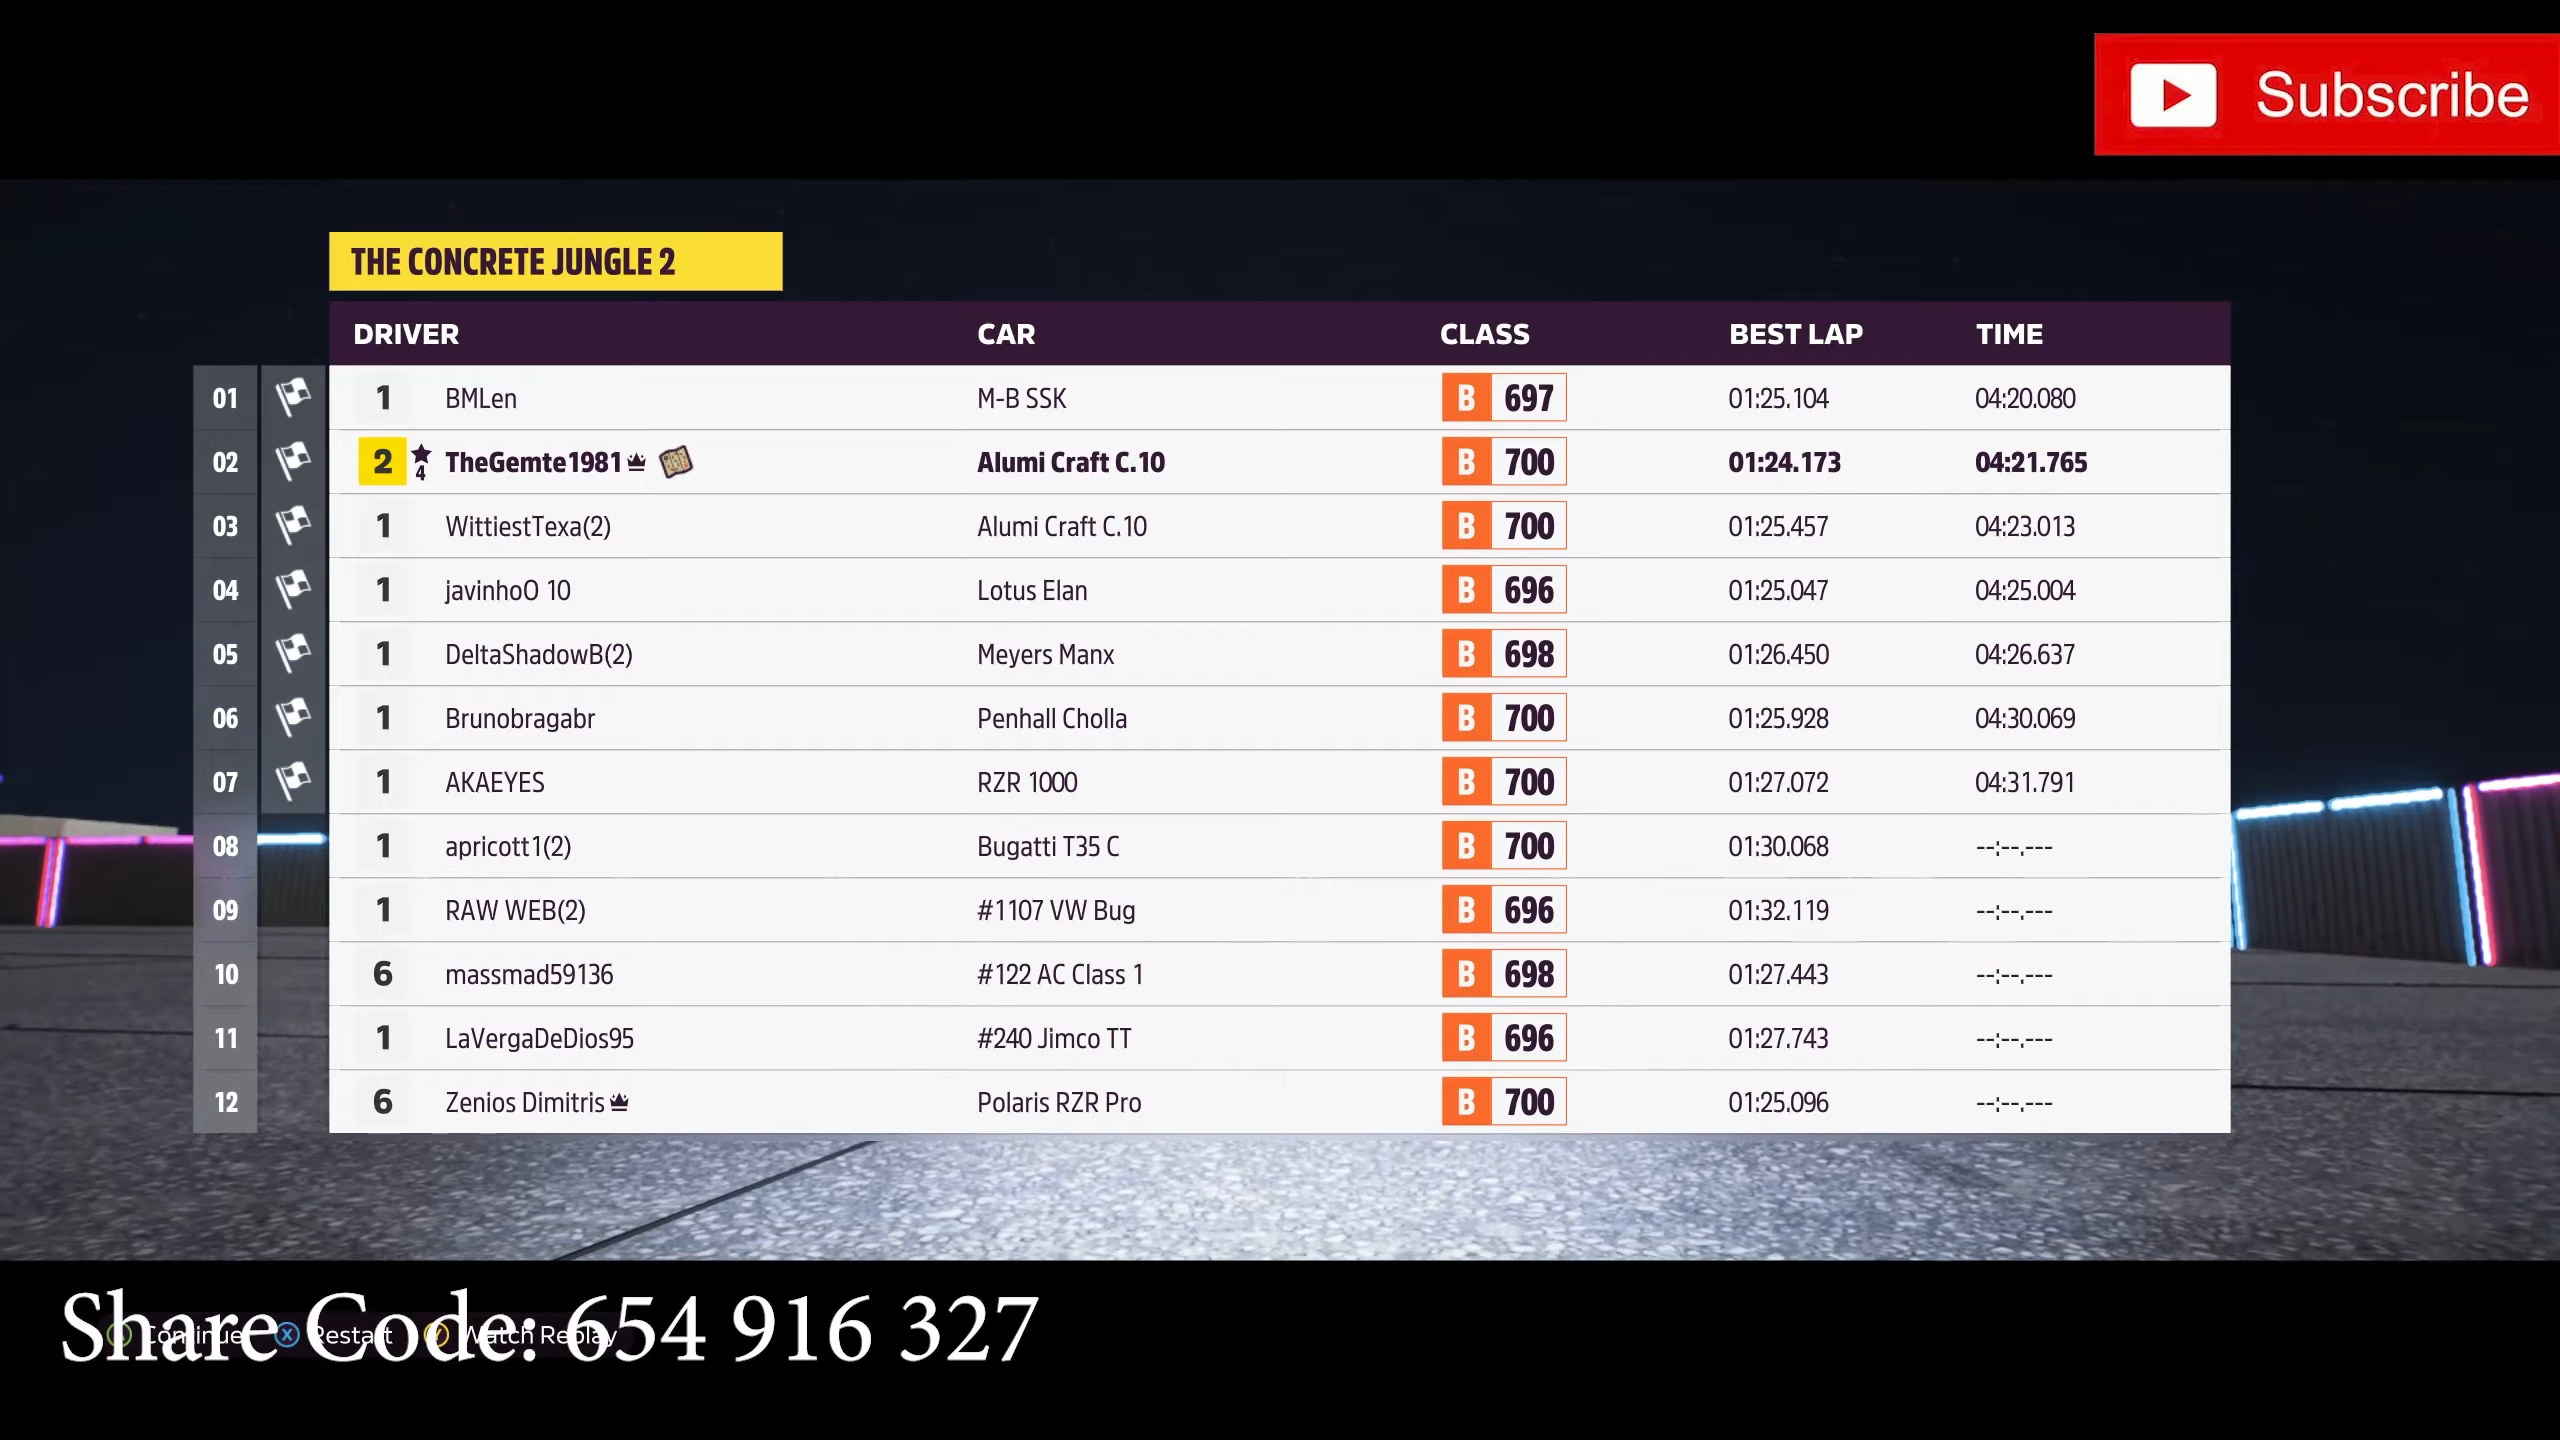 Subscribe
THE CONCRETE JUNGLE 2
DRIVER CAR CLASS BEST LAP TIME
01 1 BMLen M-B SSK B 697 01:25.104 04:20.080
02 2 4 TheGemte1981 Alumi Craft C.10 B 700 01:24.173 04:21.765
03 1 WittiestTexa(2) Alumi Craft C.10 B 700 01:25.457 04:23.013
04 1 javinhoO 10 Lotus Elan B 696 01:25.047 04:25.004
05 1 DeltaShadowB(2) Meyers Manx B 698 01:26.450 04:26.637
06 1 Brunobragabr Penhall Cholla B 700 01:25.928 04:30.069
07 1 AKAEYES RZR 1000 B 700 01:27.072 04:31.791
08 1 apricott1(2) Bugatti T35 C B 700 01:30.068 --:--.---
09 1 RAW WEB(2) #1107 VW Bug B 696 01:32.119 --:--.---
10 6 massmad59136 #122 AC Class 1 B 698 01:27.443 --:--.---
11 1 LaVergaDeDios95 #240 Jimco TT B 696 01:27.743 --:--.---
12 6 Zenios Dimitris Polaris RZR Pro B 700 01:25.096 --:--.---
Share Code: 654 916 327
Continue X Restart Y Watch Replay